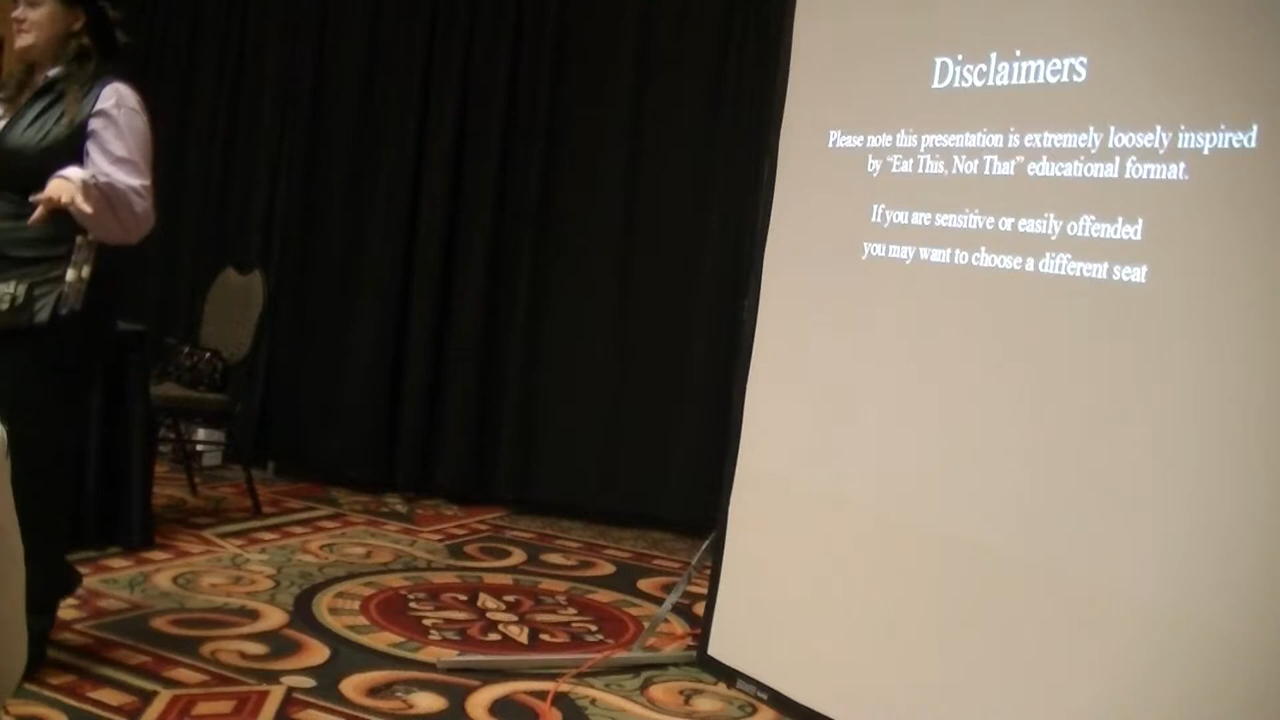 Disclaimers
Please note this presentation is extremely loosely inspired
by “Eat This, Not That” educational format.
If you are sensitive or easily offended
you may want to choose a different seat